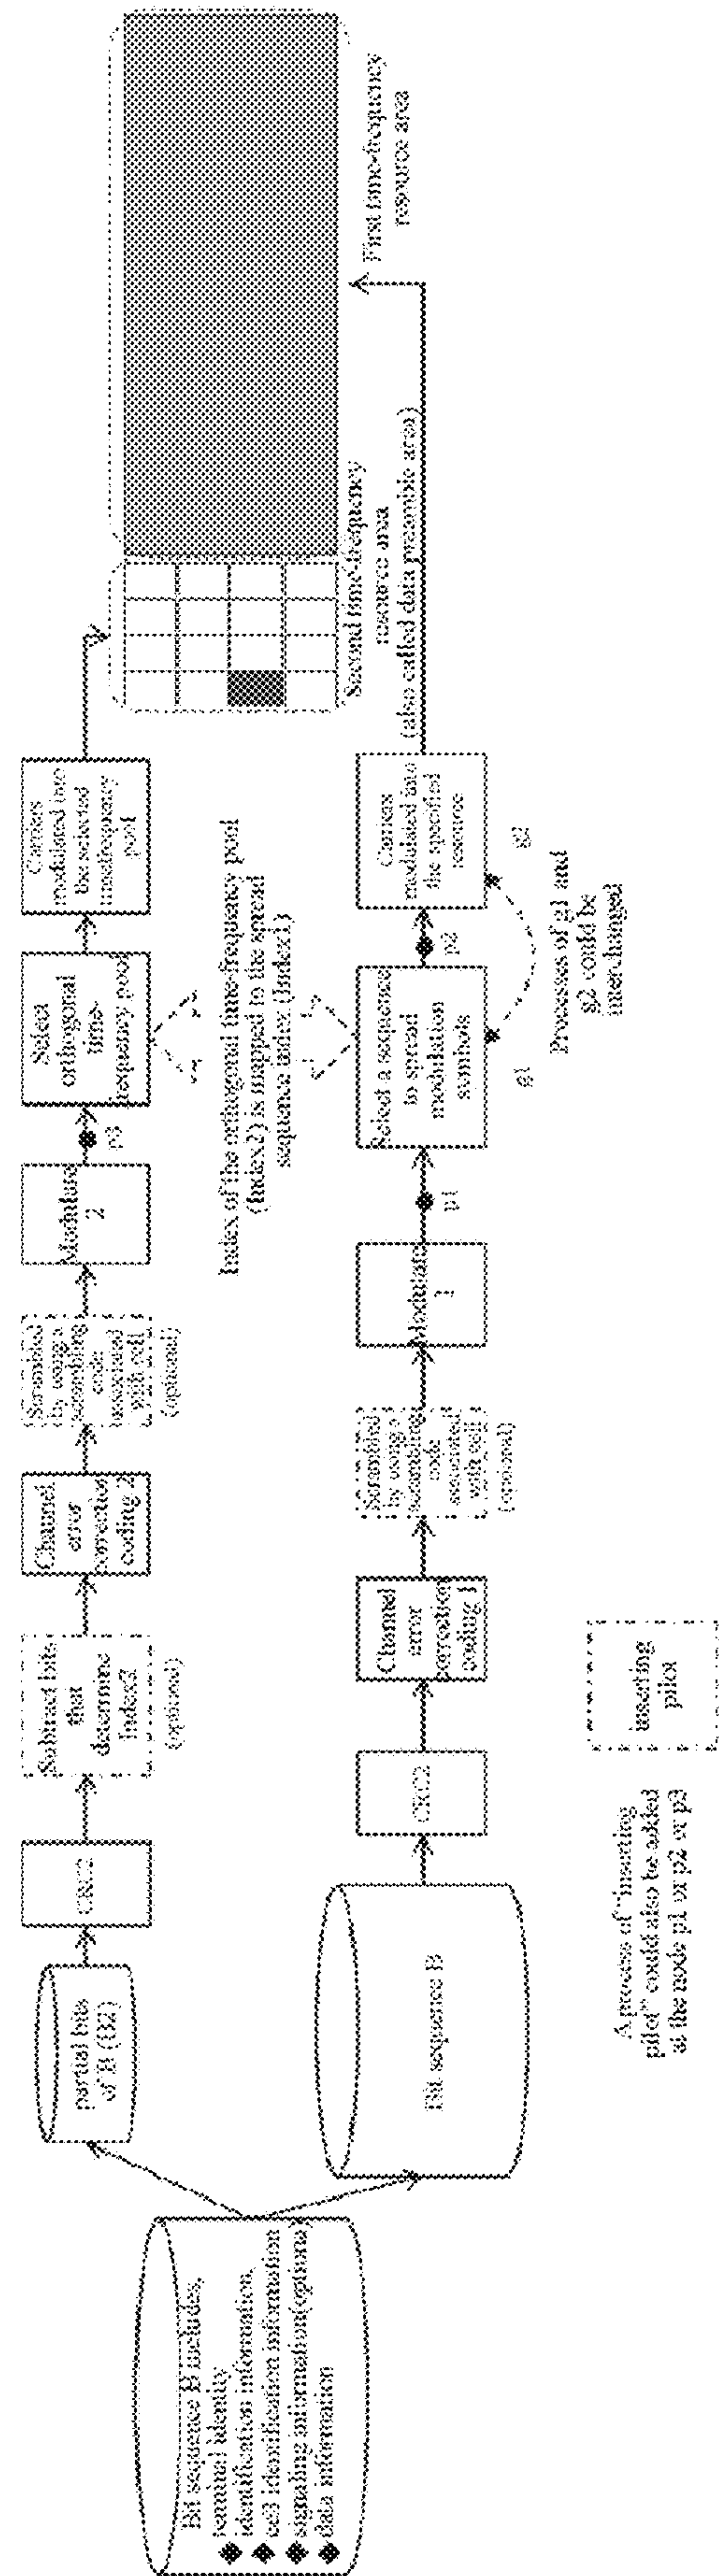 Bit sequence B includes,
terminal identity
identification information,
cell identification information
signaling information(optional)
data information
partial bits
of B (B2)
CRC2
Subtract bits
that
determine
Index2
(optional)
Channel
error
correction
coding 2
Scrambled
by using a
scrambling
code
associated
with cell
(optional)
Modulate
2
p3
Select
orthogonal
time-
frequency pool
Carriers
modulated into
the selected
time-frequency
pool
Index of the orthogonal time-frequency pool
(Index2) is mapped to the spread
sequence index (Index1)
Bit sequence B
CRC2
Channel
error
correction
coding 1
Scrambled
by using a
scrambling
code
associated
with cell
(optional)
Modulate
1
p1
Select a sequence
to spread
modulation
symbols
p2
Carriers
modulated into
the specified
resource
g1
g2
Processes of g1 and
g2 could be
interchanged
Second time-frequency
resource area
(also called data preamble area)
First time-frequency
resource area
A process of "inserting
pilot" could also be added
at the node p1 or p2 or p3
inserting
pilot